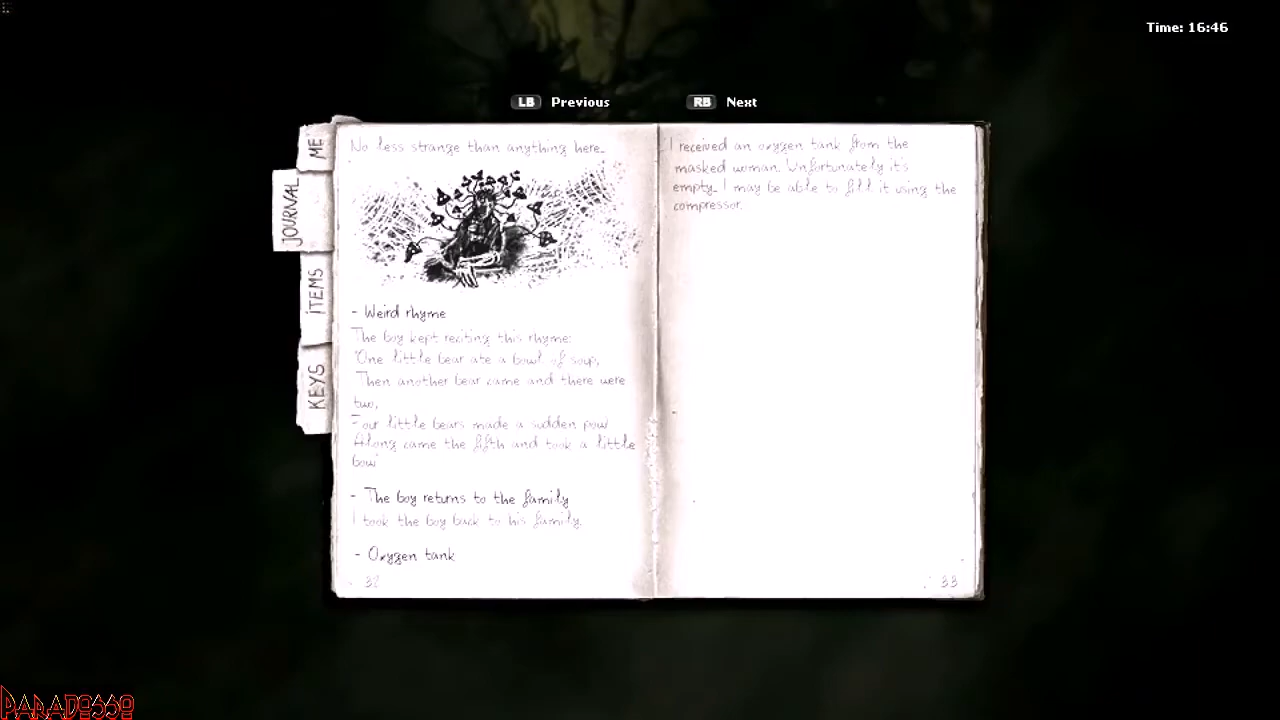 Time: 16:46
LB Previous
RB Next
ME
JOURNAL
ITEMS
KEYS
No less strange than anything here.
- Weird rhyme
The boy kept reciting this rhyme:
"One little bear ate a bowl of soup,
Then another bear came and there were
two,
Four little bears made a sudden pow
Along came the fifth and took a little
bow"
- The boy returns to the family
I took the boy back to his family.
- Oxygen tank
32
I received an oxygen tank from the
masked woman. Unfortunately it's
empty. I may be able to fill it using the
compressor.
33
Paradosso